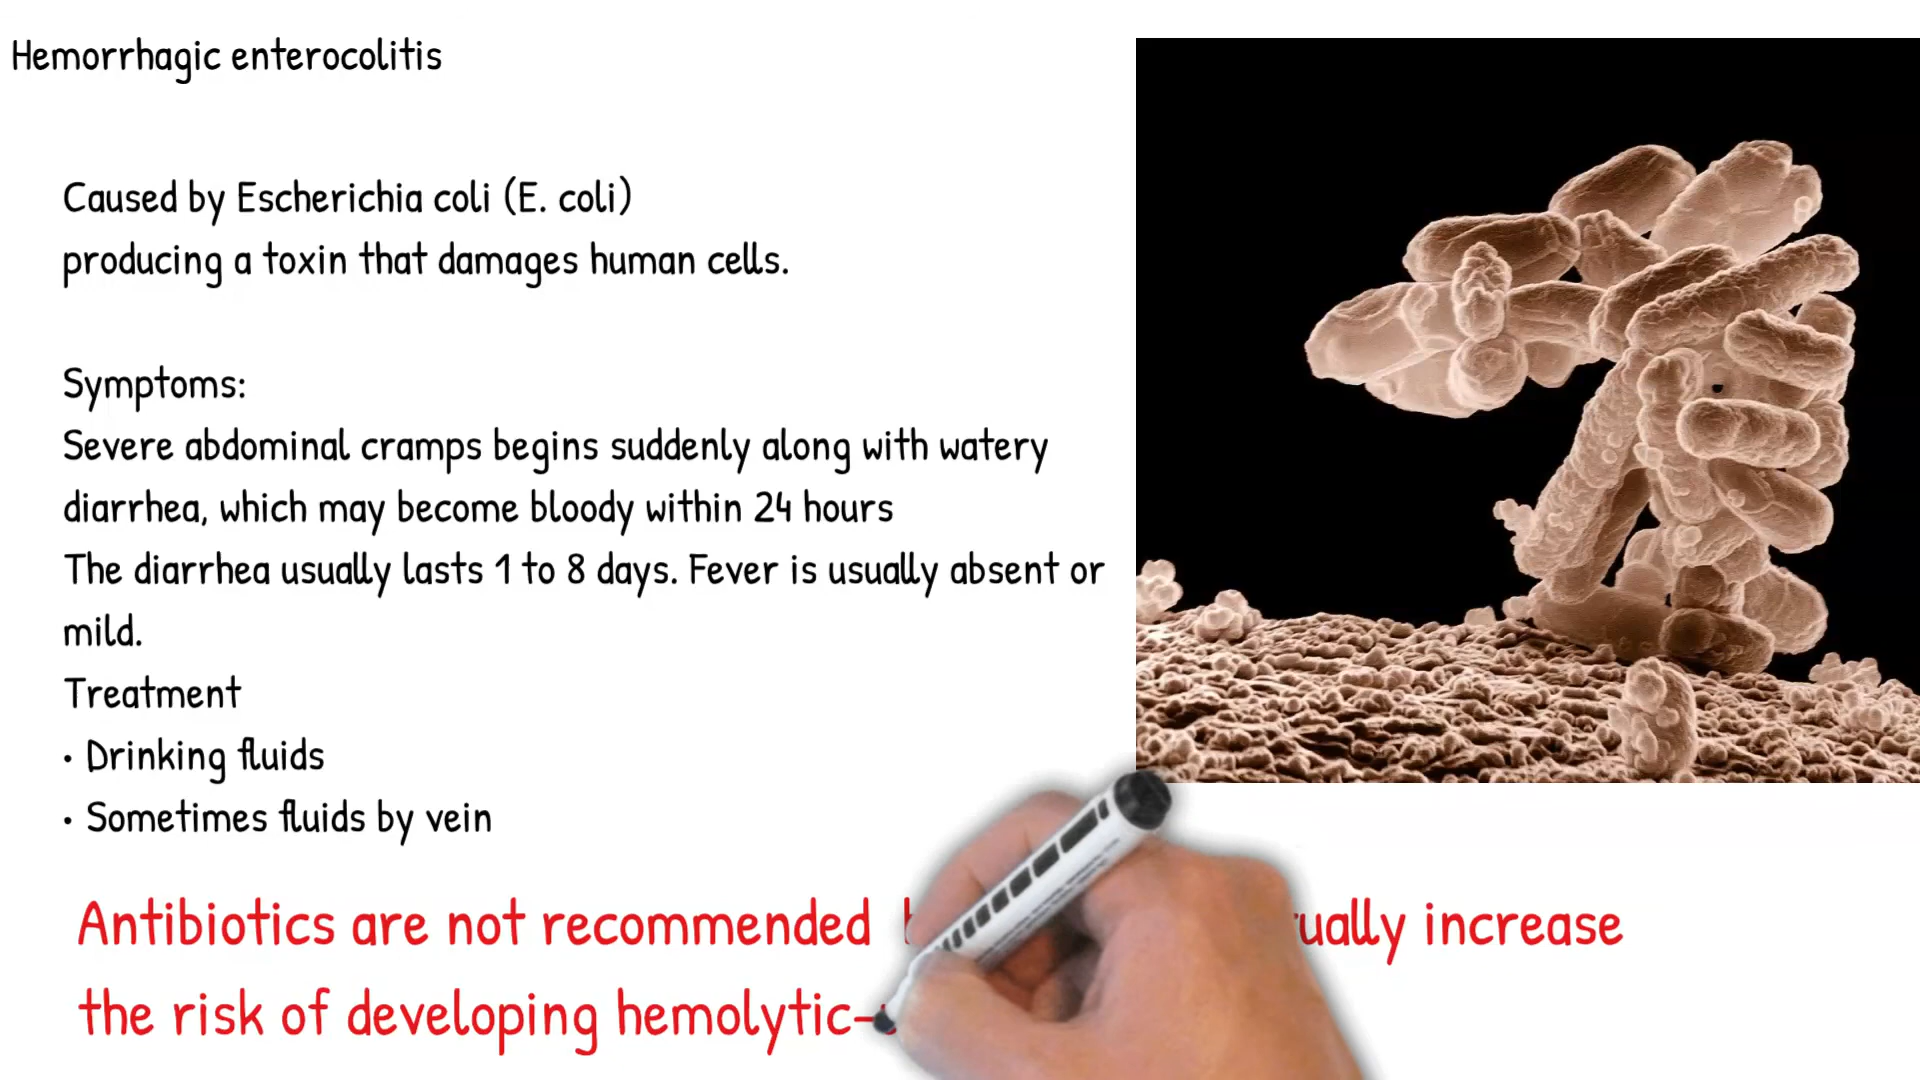 Hemorrhagic enterocolitis
Caused by Escherichia coli (E. coli)
producing a toxin that damages human cells.
Symptoms:
Severe abdominal cramps begins suddenly along with watery
diarrhea, which may become bloody within 24 hours
The diarrhea usually lasts 1 to 8 days. Fever is usually absent or
mild.
Treatment
• Drinking fluids
• Sometimes fluids by vein
Antibiotics are not recommended increase
the risk of developing hemolytic-